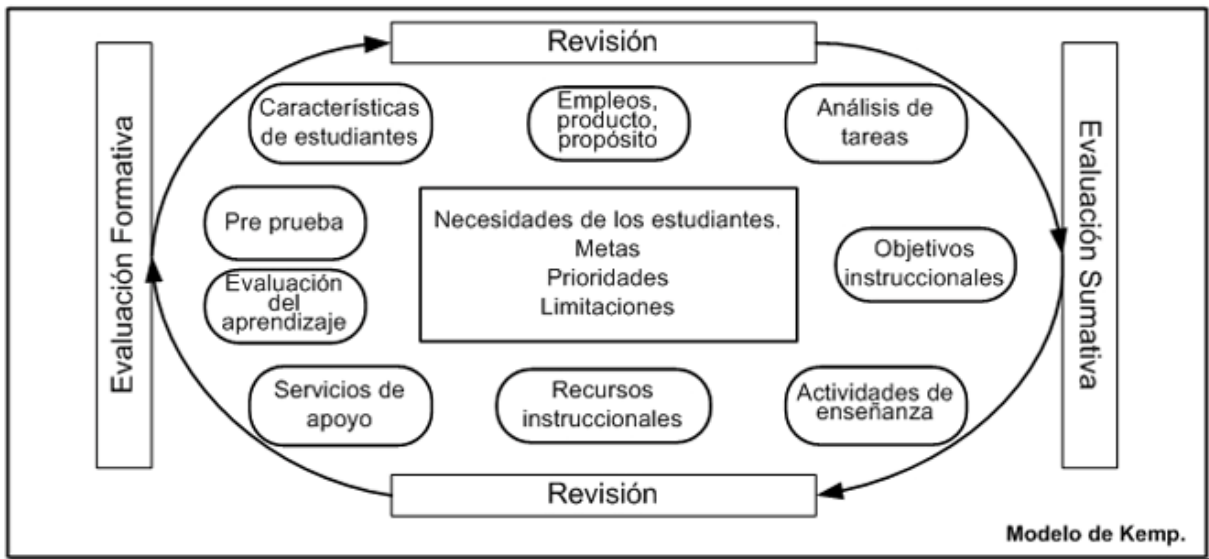 Revisión
Características
de estudiantes
Empleos,
producto,
propósito
Análisis de
tareas
Evaluación Formativa
Pre prueba
Evaluación
del
aprendizaje
Necesidades de los estudiantes.
Metas
Prioridades
Limitaciones
Objetivos
instruccionales
Evaluación Sumativa
Servicios de
apoyo
Recursos
instruccionales
Actividades de
enseñanza
Revisión
Modelo de Kemp.